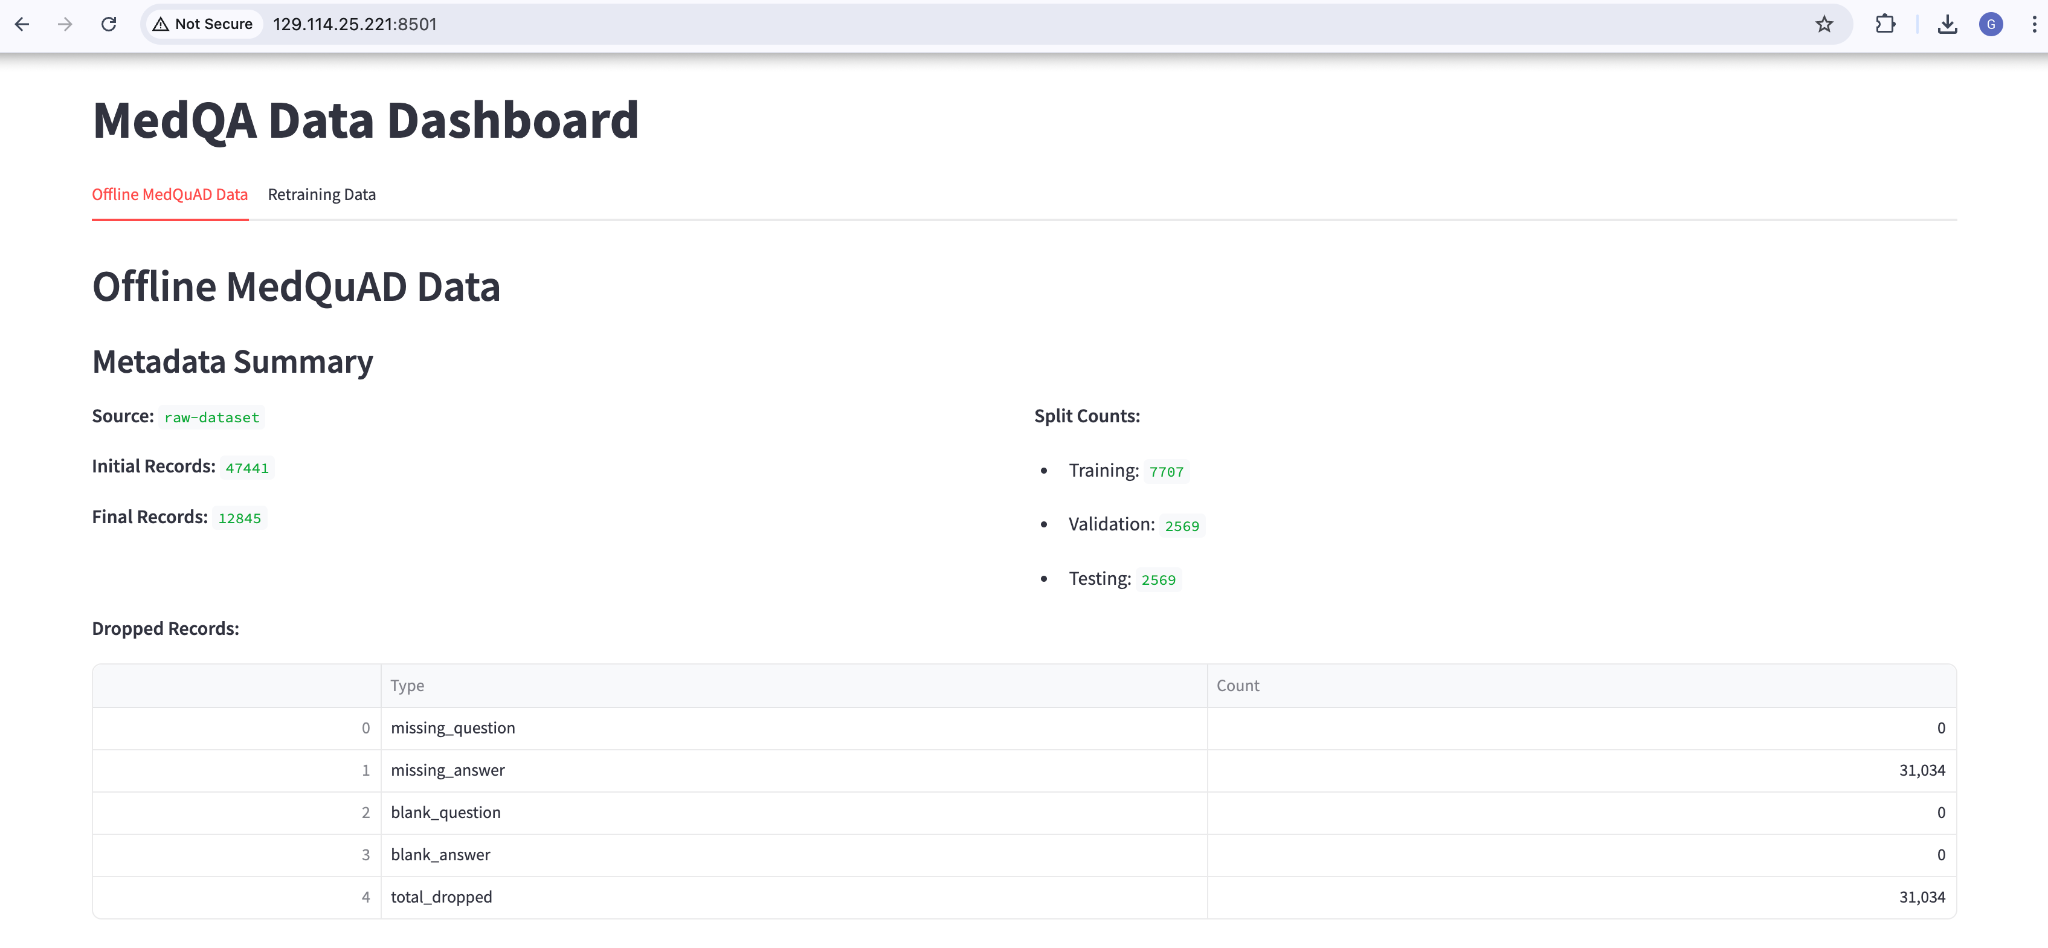 Not Secure 129.114.25.221:8501
G
MedQA Data Dashboard
Offline MedQuAD Data Retraining Data
Offline MedQuAD Data
Metadata Summary
Source: raw-dataset
Initial Records: 47441
Final Records: 12845
Split Counts:
• Training: 7707
• Validation: 2569
• Testing: 2569
Dropped Records:
Type Count
0 missing_question 0
1 missing_answer 31,034
2 blank_question 0
3 blank_answer 0
4 total_dropped 31,034